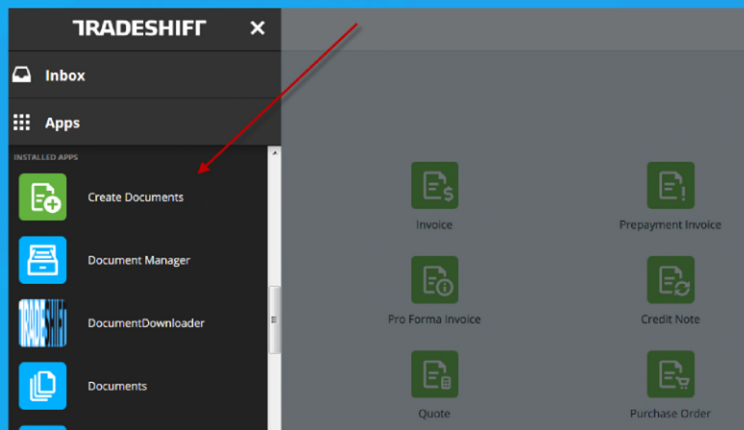 TRADESHIFT
Inbox
Apps
INSTALLED APPS
Create Documents
Document Manager
DocumentDownloader
Documents
Invoice
Prepayment Invoice
Pro Forma Invoice
Credit Note
Quote
Purchase Order